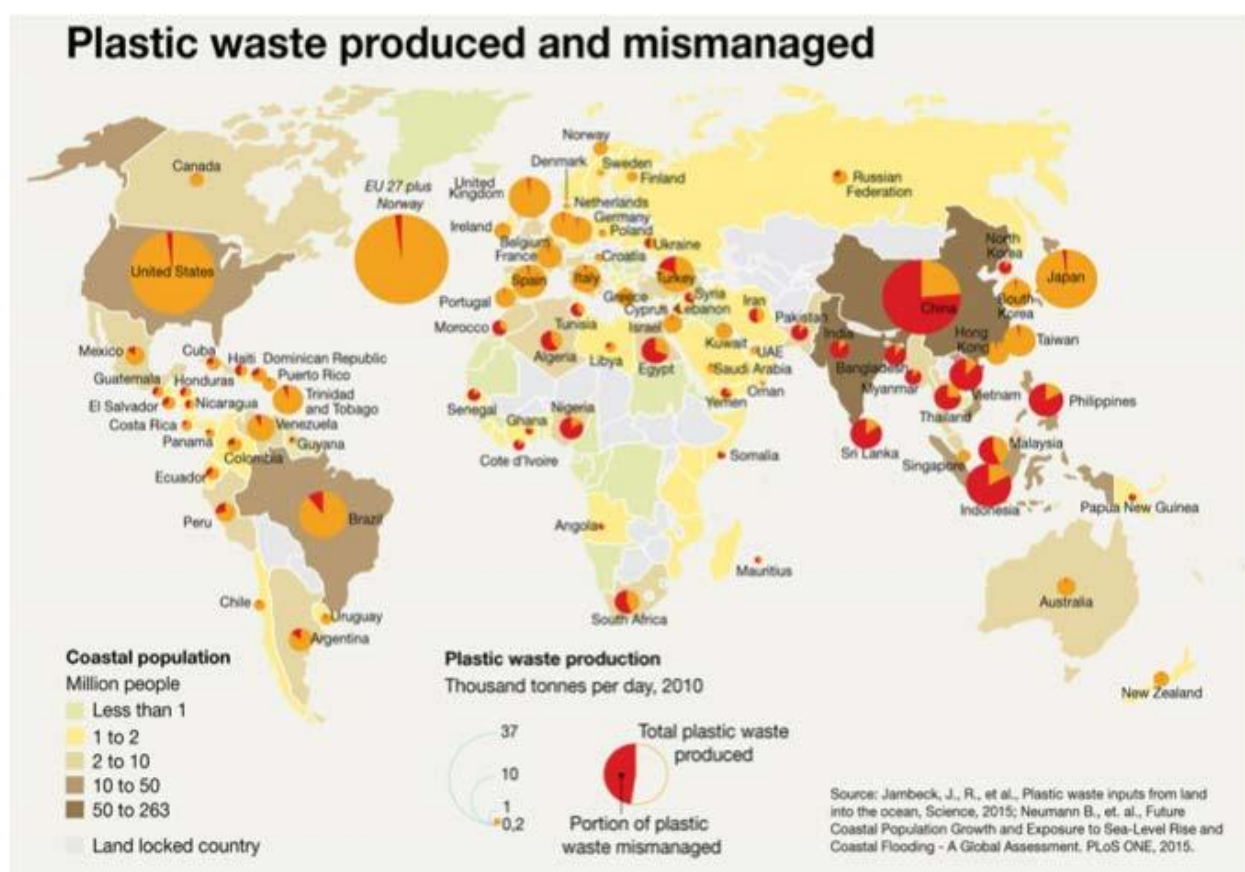 Plastic waste produced and mismanaged
Norway
Canada
Denmark
Sweden
Finland
EU 27 plus
Norway
United
Kingdom
Russian
Federation
Netherlands
Germany
Poland
Ireland
Belgium
France
Ukraine
Croatia
North
Korea
United States
Spain
Italy
Turkey
Japan
Portugal
Greece
Syria
Cyprus
Lebanon
Iran
China
South
Korea
Morocco
Tunisia
Israel
Pakistan
India
Hong
Kong
Taiwan
Mexico
Cuba
Haiti
Dominican Republic
Puerto Rico
Algeria
Libya
Egypt
Kuwait
UAE
Saudi Arabia
Bangladesh
Guatemala
Honduras
Trinidad
and Tobago
Oman
Yemen
Myanmar
Vietnam
Philippines
El Salvador
Nicaragua
Senegal
Ghana
Nigeria
Thailand
Costa Rica
Venezuela
Panama
Guyana
Colombia
Cote d'Ivoire
Somalia
Sri Lanka
Malaysia
Singapore
Ecuador
Peru
Brazil
Angola
Indonesia
Papua New Guinea
Mauritius
Chile
Uruguay
South Africa
Australia
Argentina
New Zealand
Coastal population
Million people
Less than 1
1 to 2
2 to 10
10 to 50
50 to 263
Land locked country
Plastic waste production
Thousand tonnes per day, 2010
37
10
1
0,2
Total plastic waste
produced
Portion of plastic
waste mismanaged
Source: Jambeck, J., R., et al., Plastic waste inputs from land
into the ocean, Science, 2015; Neumann B., et. al., Future
Coastal Population Growth and Exposure to Sea-Level Rise and
Coastal Flooding - A Global Assessment. PLoS ONE, 2015.